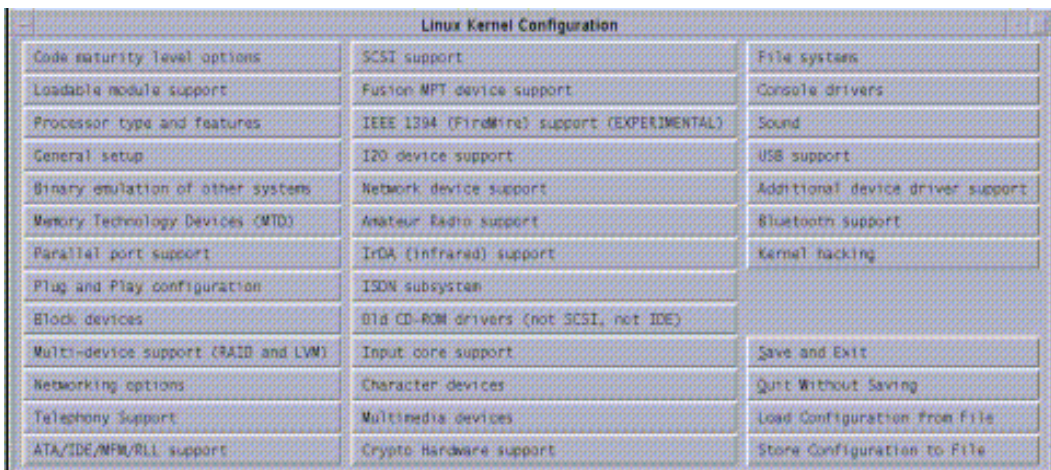 Linux Kernel Configuration
Code maturity level options
Loadable module support
Processor type and features
General setup
Binary emulation of other systems
Memory Technology Devices (MTD)
Parallel port support
Plug and Play configuration
Block devices
Multi-device support (RAID and LVM)
Networking options
Telephony Support
ATA/IDE/MFM/RLL support
SCSI support
Fusion MPT device support
IEEE 1394 (FireWire) support (EXPERIMENTAL)
I2O device support
Network device support
Amateur Radio support
IrDA (infrared) support
ISDN subsystem
Old CD-ROM drivers (not SCSI, not IDE)
Input core support
Character devices
Multimedia devices
Crypto Hardware support
File systems
Console drivers
Sound
USB support
Additional device driver support
Bluetooth support
Kernel hacking
Save and Exit
Quit Without Saving
Load Configuration from File
Store Configuration to File